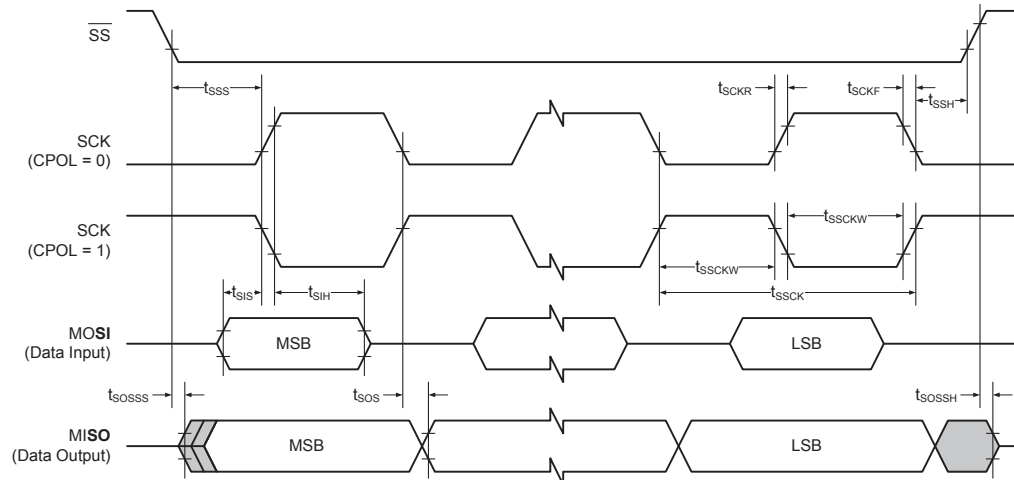 SS
tSSS
tSCKR
tSCKF
tSSH
SCK
(CPOL = 0)
SCK
(CPOL = 1)
tSSCKW
tSSCKW
tSSCK
tSIS
tSIH
MOSI
(Data Input)
MSB
LSB
tSOSSS
tSOS
tSOSSH
MISO
(Data Output)
MSB
LSB